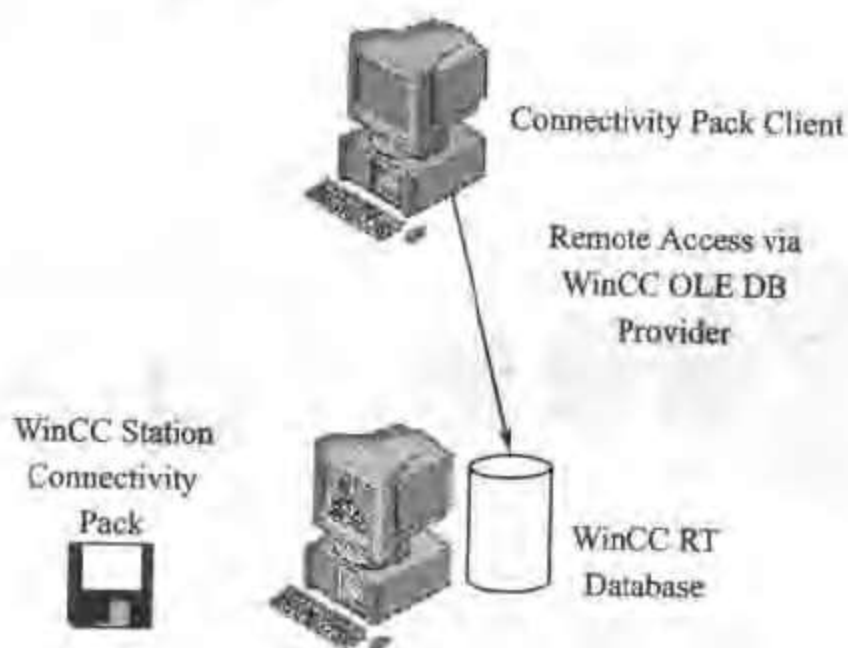 Connectivity Pack Client
Remote Access via
WinCC OLE DB
Provider
WinCC Station
Connectivity
Pack
WinCC RT
Database